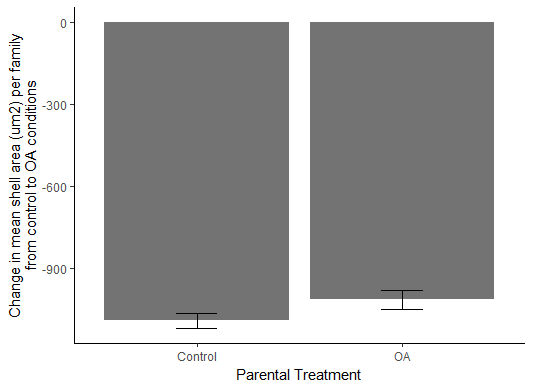 Change in mean shell area (um2) per family
from control to OA conditions
0
-300
-600
-900
Control
OA
Parental Treatment